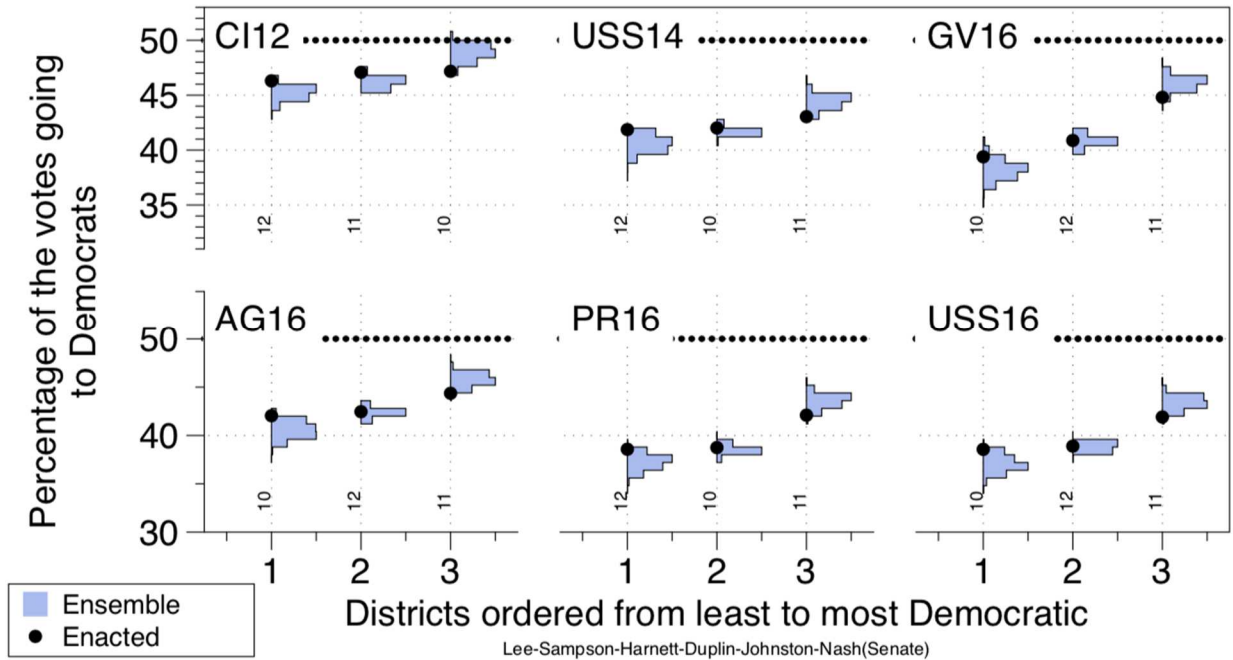 Percentage of the votes going
to Democrats
50
45
40
35
CI12
12
11
10
USS14
12
10
11
GV16
10
12
11
50
40
30
AG16
10
12
11
PR16
12
10
11
USS16
10
12
11
1 2 3 1 2 3 1 2 3
Districts ordered from least to most Democratic
Lee-Sampson-Harnett-Duplin-Johnston-Nash(Senate)
Ensemble
Enacted